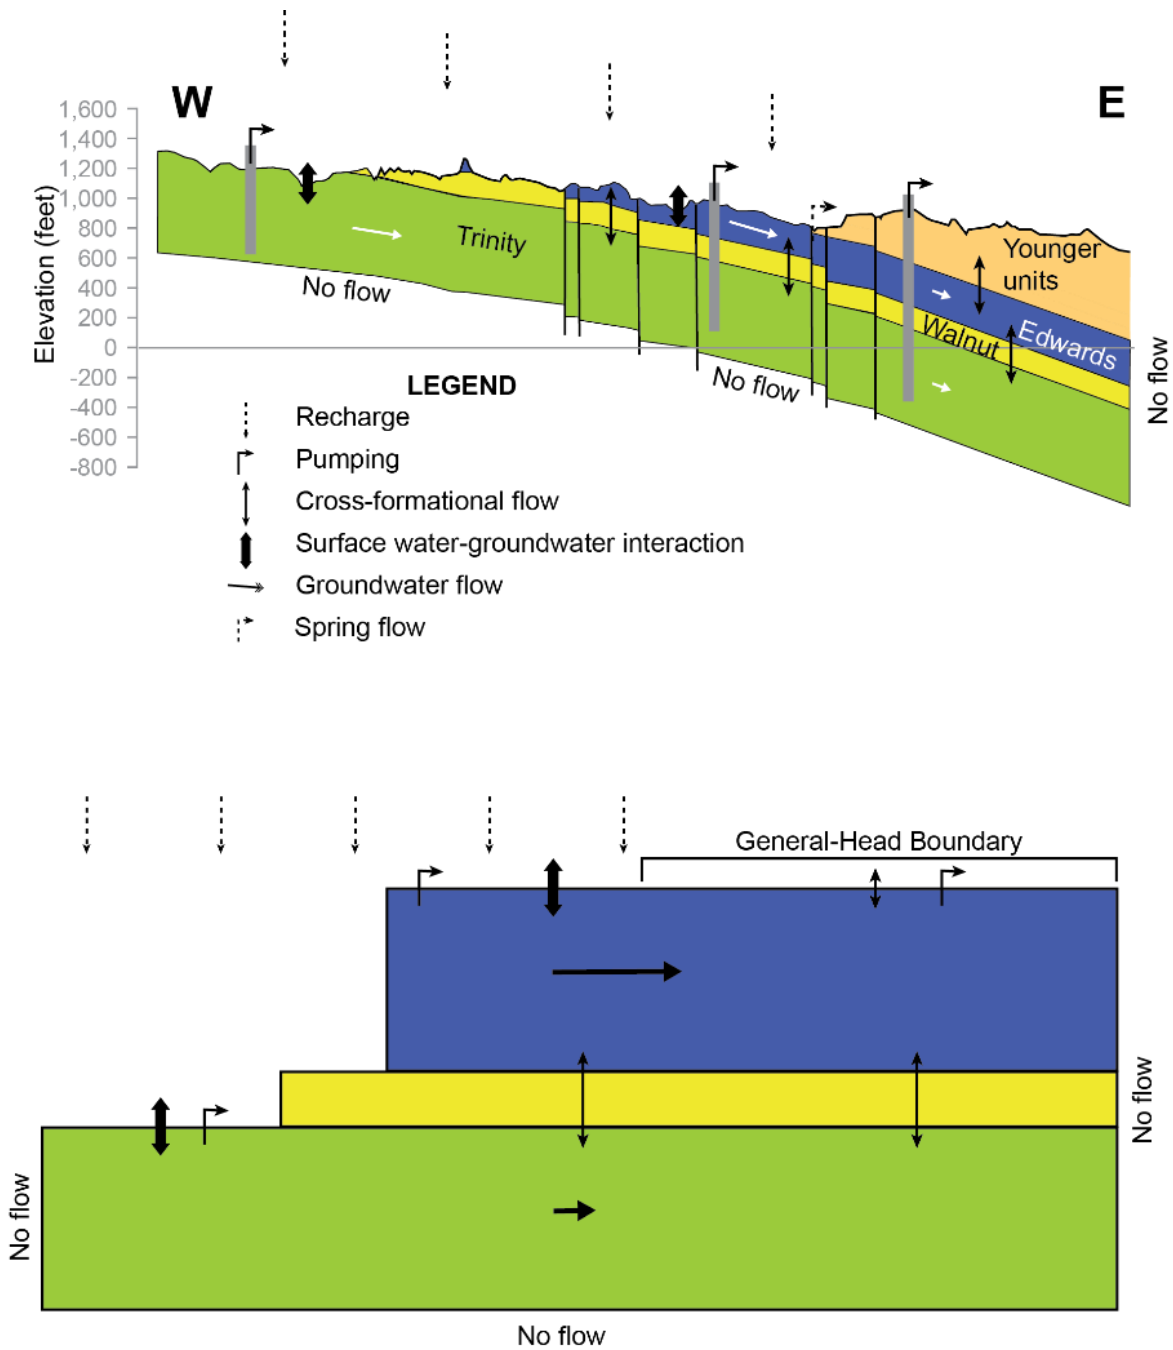 W
E
1,600
1,400
1,200
1,000
800
600
400
200
0
-200
-400
-600
-800
Elevation (feet)
Trinity
No flow
No flow
Younger
units
Edwards
Walnut
No flow
LEGEND
Recharge
Pumping
Cross-formational flow
Surface water-groundwater interaction
Groundwater flow
Spring flow
General-Head Boundary
No flow
No flow
No flow